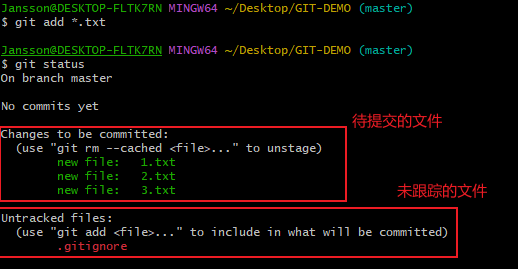 Jansson@DESKTOP-FLTK7RN MINGW64 ~/Desktop/GIT-DEMO (master)
$ git add *.txt
Jansson@DESKTOP-FLTK7RN MINGW64 ~/Desktop/GIT-DEMO (master)
$ git status
On branch master
No commits yet
待提交的文件
Changes to be committed:
(use "git rm --cached <file>..." to unstage)
new file: 1.txt
new file: 2.txt
new file: 3.txt
未跟踪的文件
Untracked files:
(use "git add <file>..." to include in what will be committed)
.gitignore